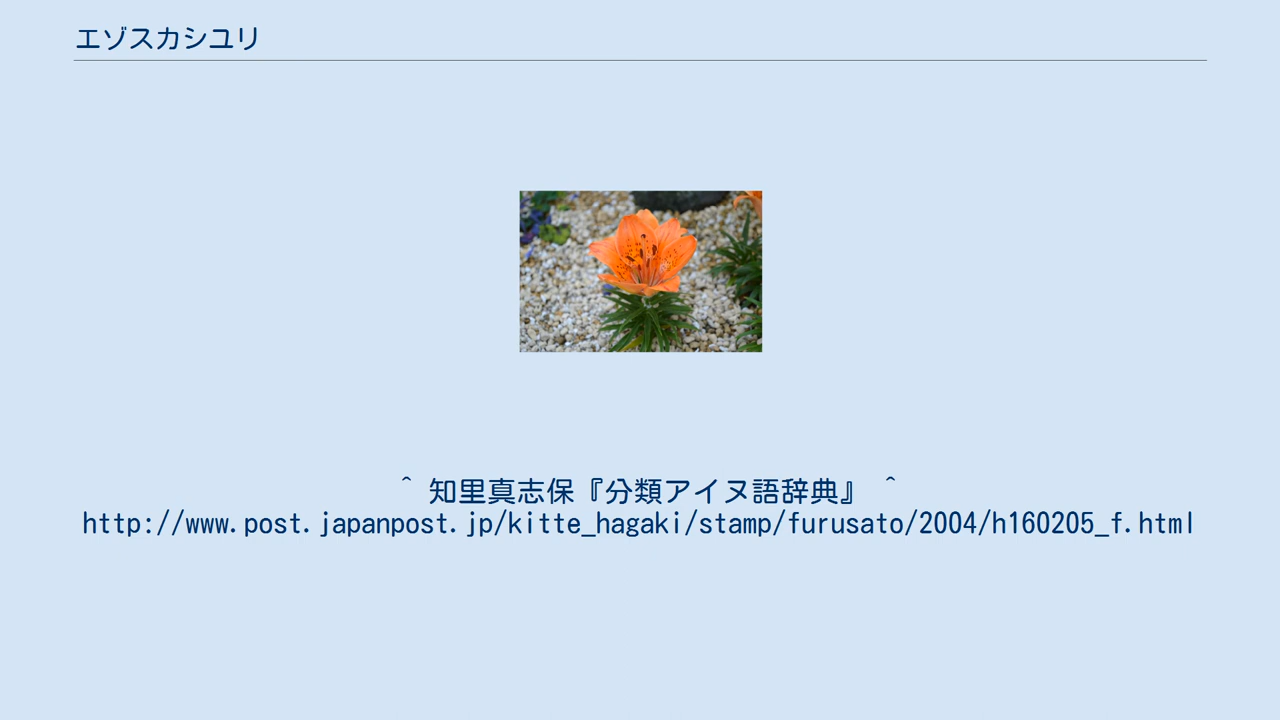 エゾスカシユリ
^ 知里真志保『分類アイヌ語辞典』 ^
http://www.post.japanpost.jp/kitte_hagaki/stamp/furusato/2004/h160205_f.html